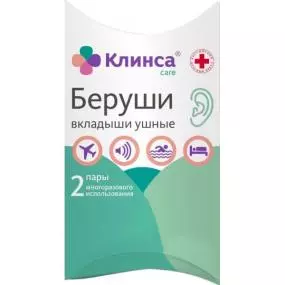 Клинса®
care
Беруши
вкладыши ушные
2 пары
многоразового
использования